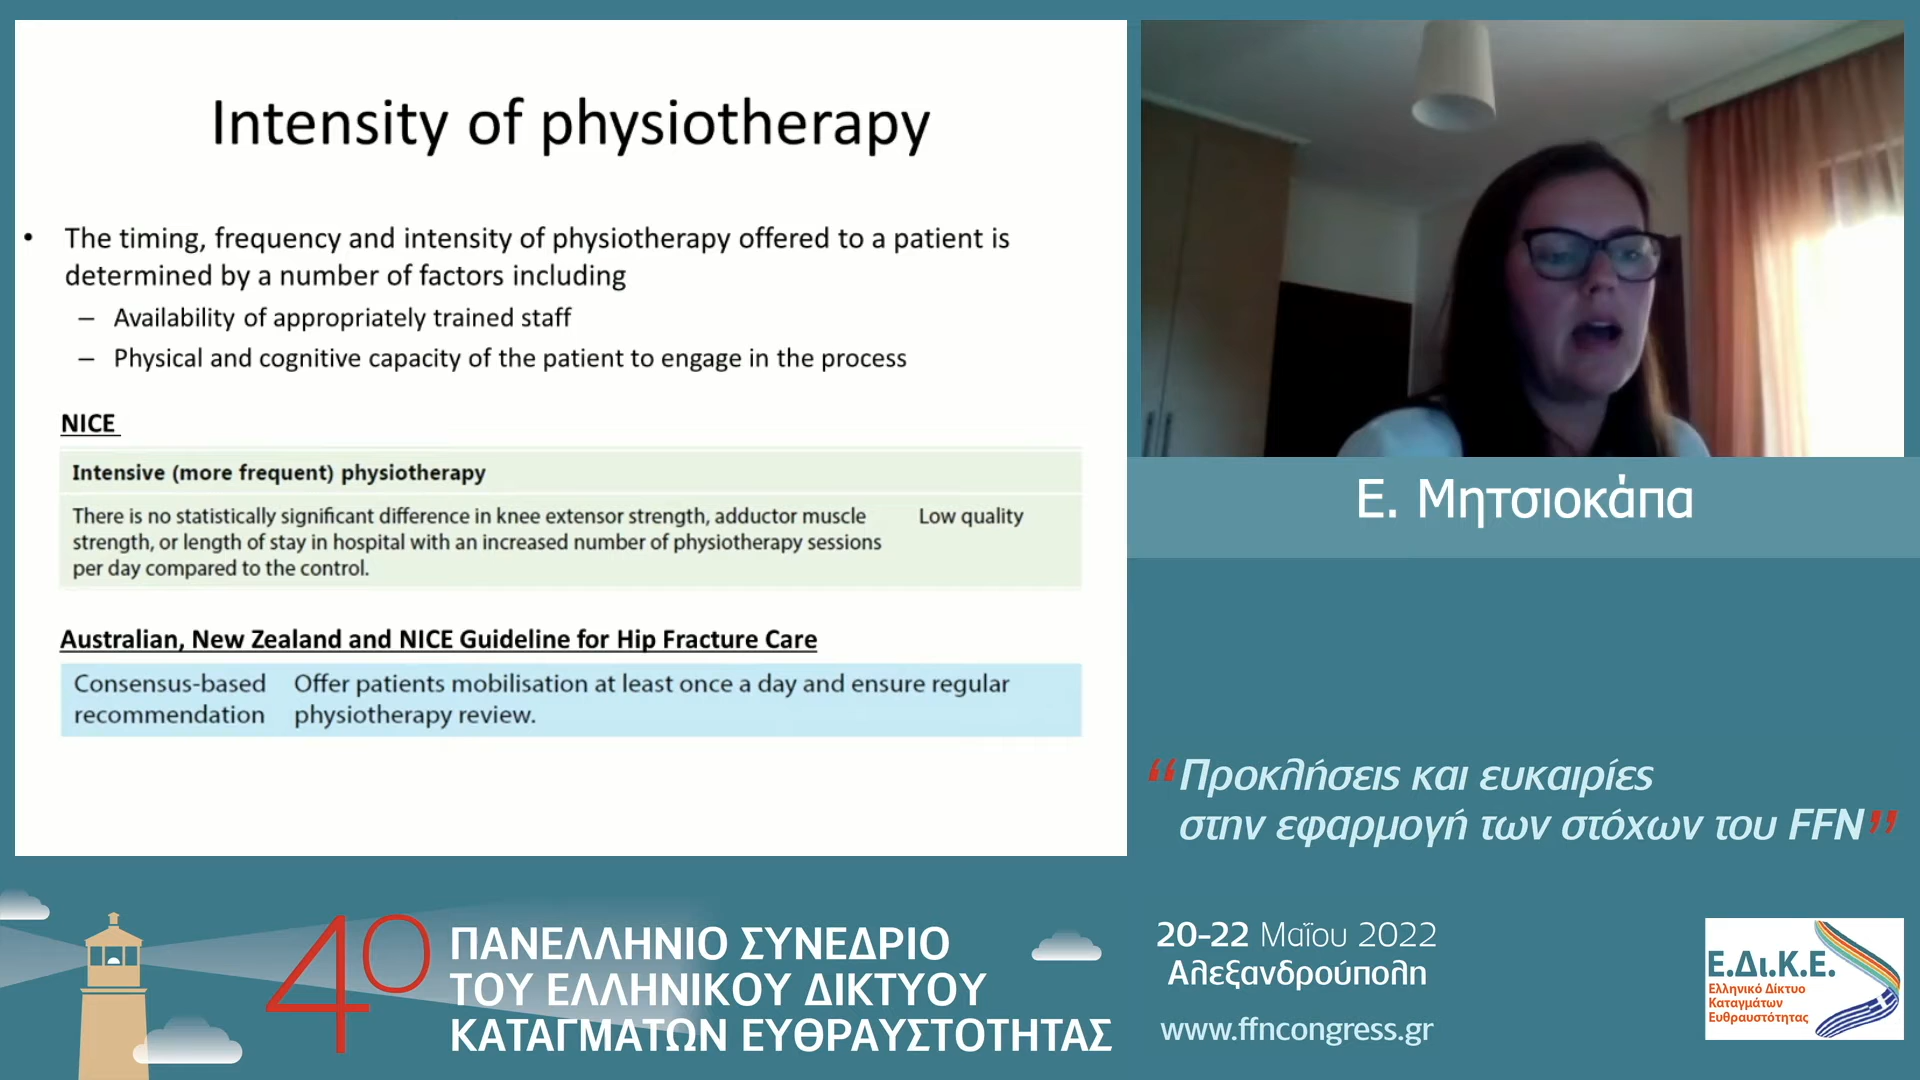 Intensity of physiotherapy
• The timing, frequency and intensity of physiotherapy offered to a patient is
determined by a number of factors including
– Availability of appropriately trained staff
– Physical and cognitive capacity of the patient to engage in the process
NICE
Intensive (more frequent) physiotherapy
There is no statistically significant difference in knee extensor strength, adductor muscle Low quality
strength, or length of stay in hospital with an increased number of physiotherapy sessions
per day compared to the control.
Australian, New Zealand and NICE Guideline for Hip Fracture Care
Consensus-based Offer patients mobilisation at least once a day and ensure regular
recommendation physiotherapy review.
Ε. Μητσιοκάπα
“Προκλήσεις και ευκαιρίες
στην εφαρμογή των στόχων του FFN”
4ο ΠΑΝΕΛΛΗΝΙΟ ΣΥΝΕΔΡΙΟ
ΤΟΥ ΕΛΛΗΝΙΚΟΥ ΔΙΚΤΥΟΥ
ΚΑΤΑΓΜΑΤΩΝ ΕΥΘΡΑΥΣΤΟΤΗΤΑΣ
20-22 Μαΐου 2022
Αλεξανδρούπολη
www.ffncongress.gr
Ε.Δι.Κ.Ε.
Ελληνικό Δίκτυο
Καταγμάτων
Ευθραυστότητας